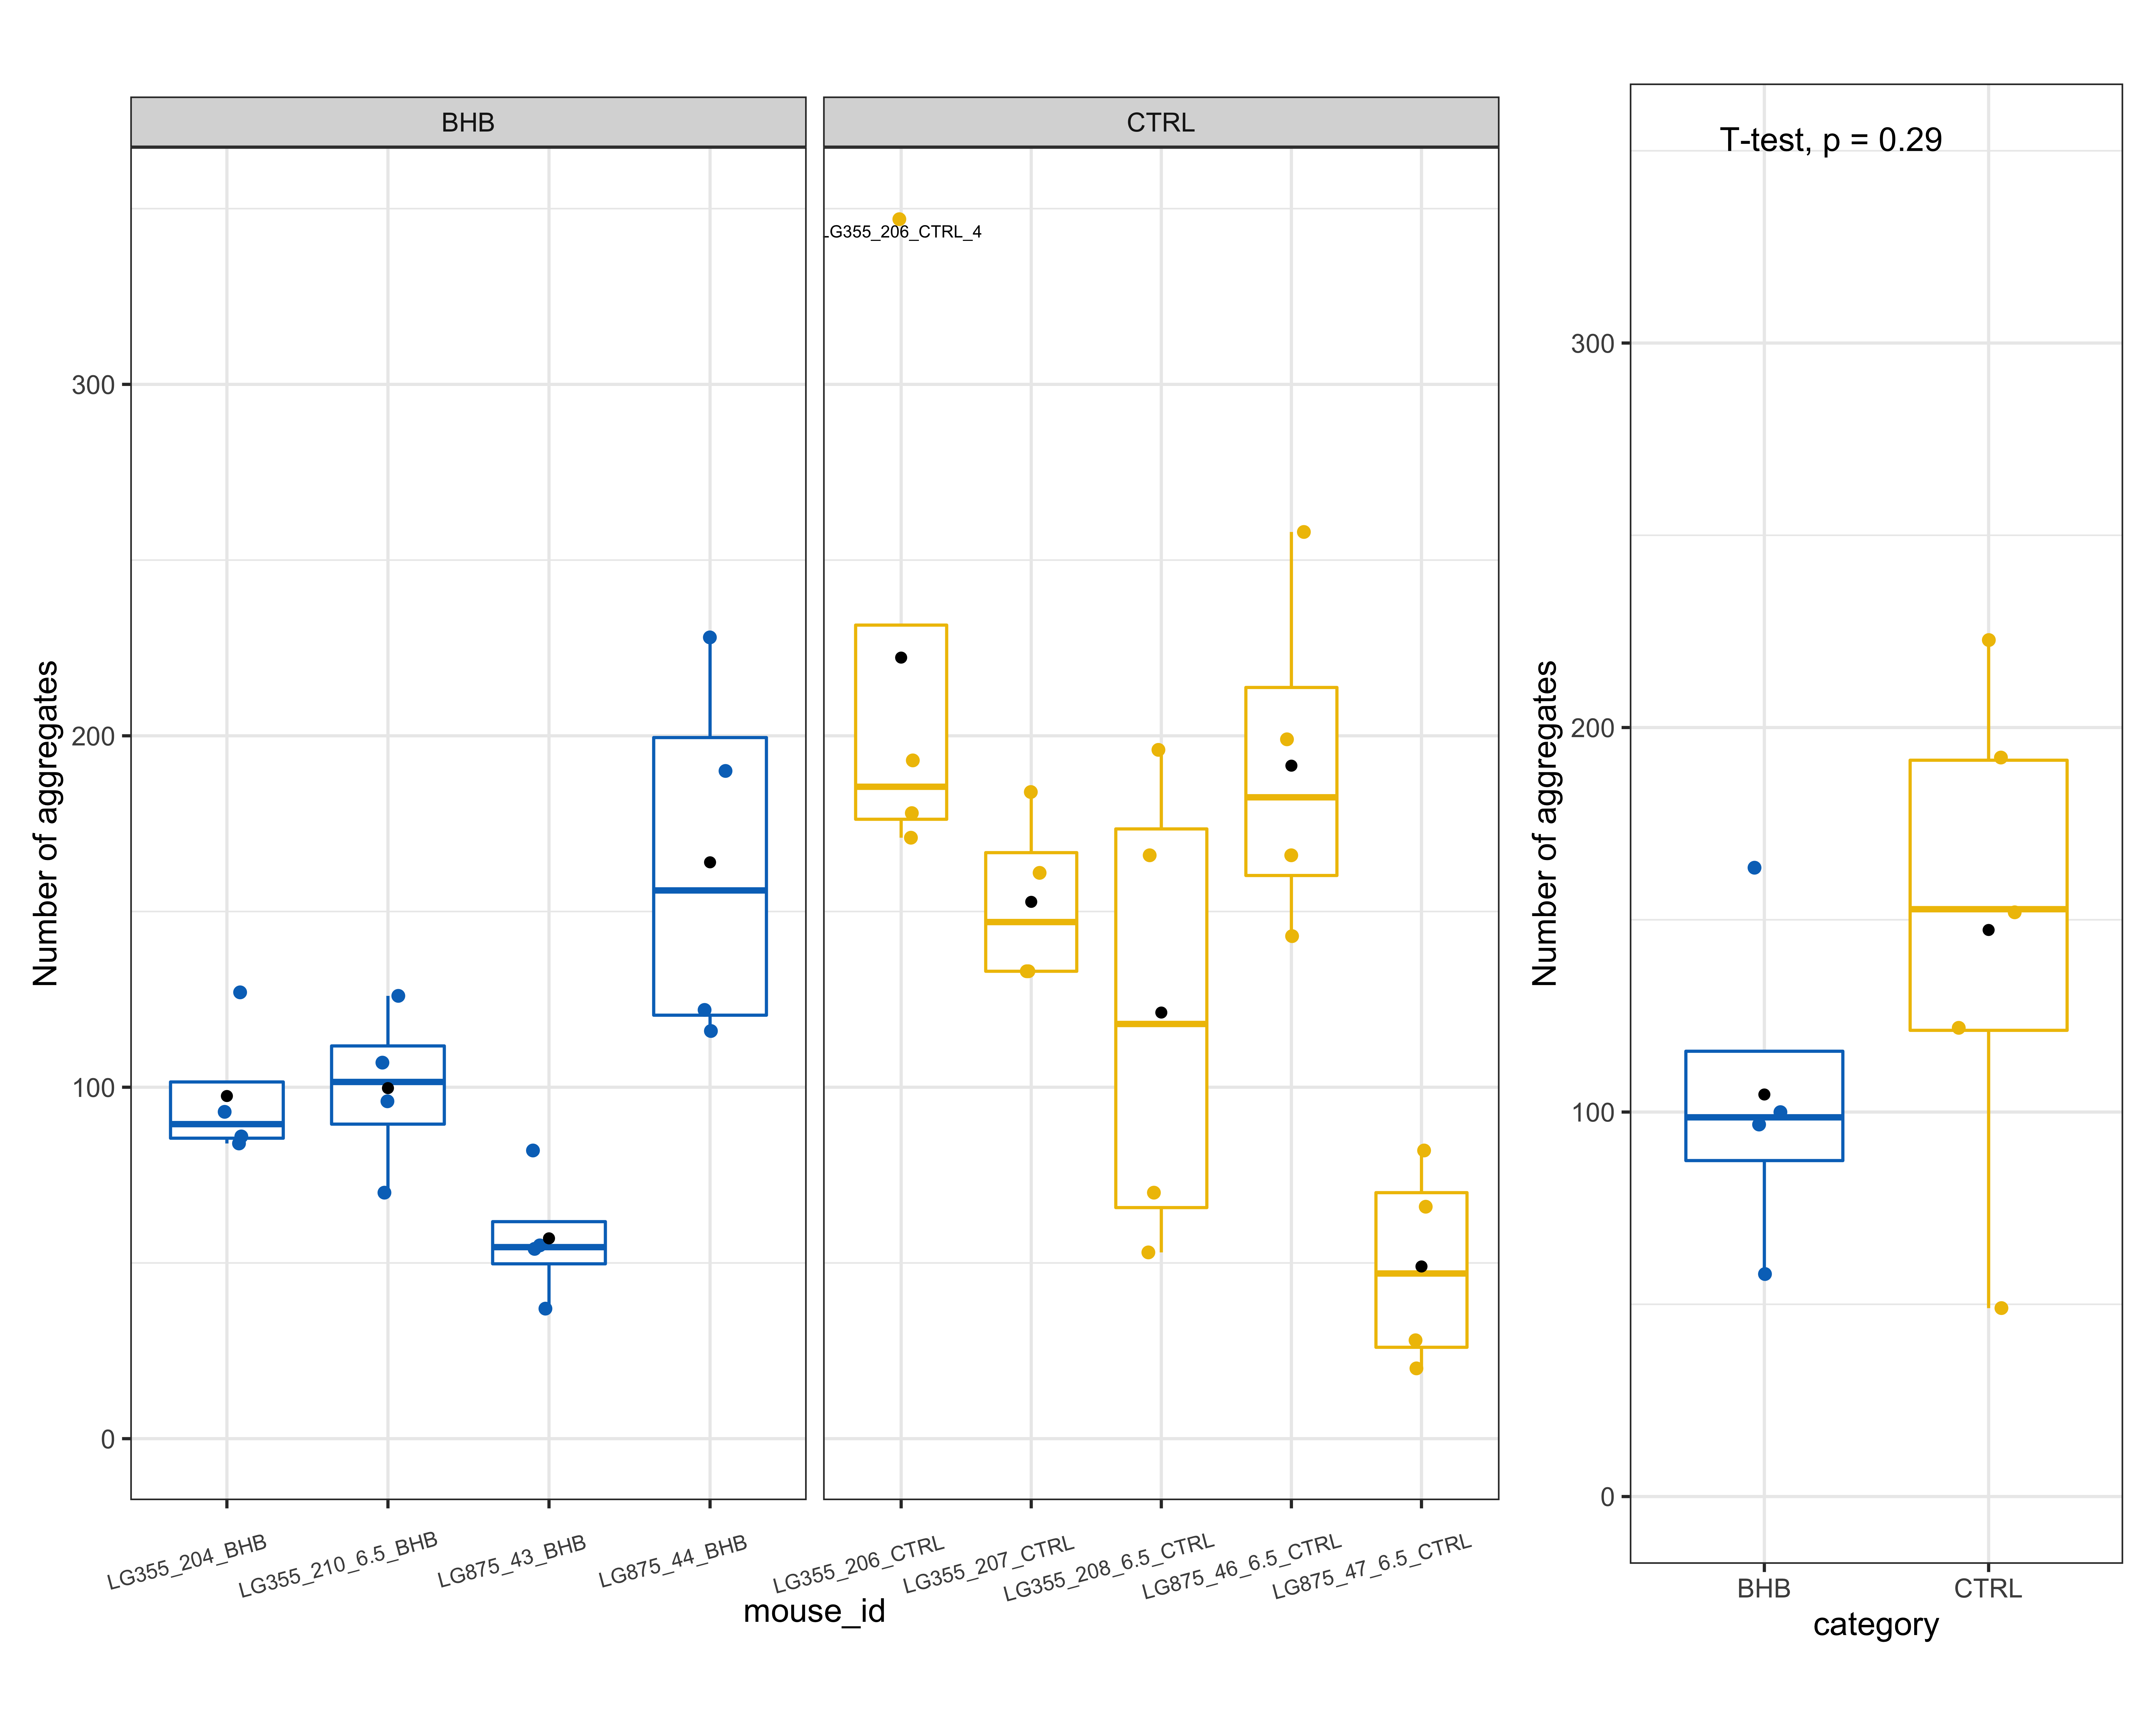 BHB
CTRL
T-test, p = 0.29
LG355_206_CTRL_4
Number of aggregates
300
200
100
0
LG355_204_BHB
LG355_210_6.5_BHB
LG875_43_BHB
LG875_44_BHB
LG355_206_CTRL
LG355_207_CTRL
LG355_208_6.5_CTRL
LG875_46_6.5_CTRL
LG875_47_6.5_CTRL
mouse_id
Number of aggregates
300
200
100
0
BHB
CTRL
category